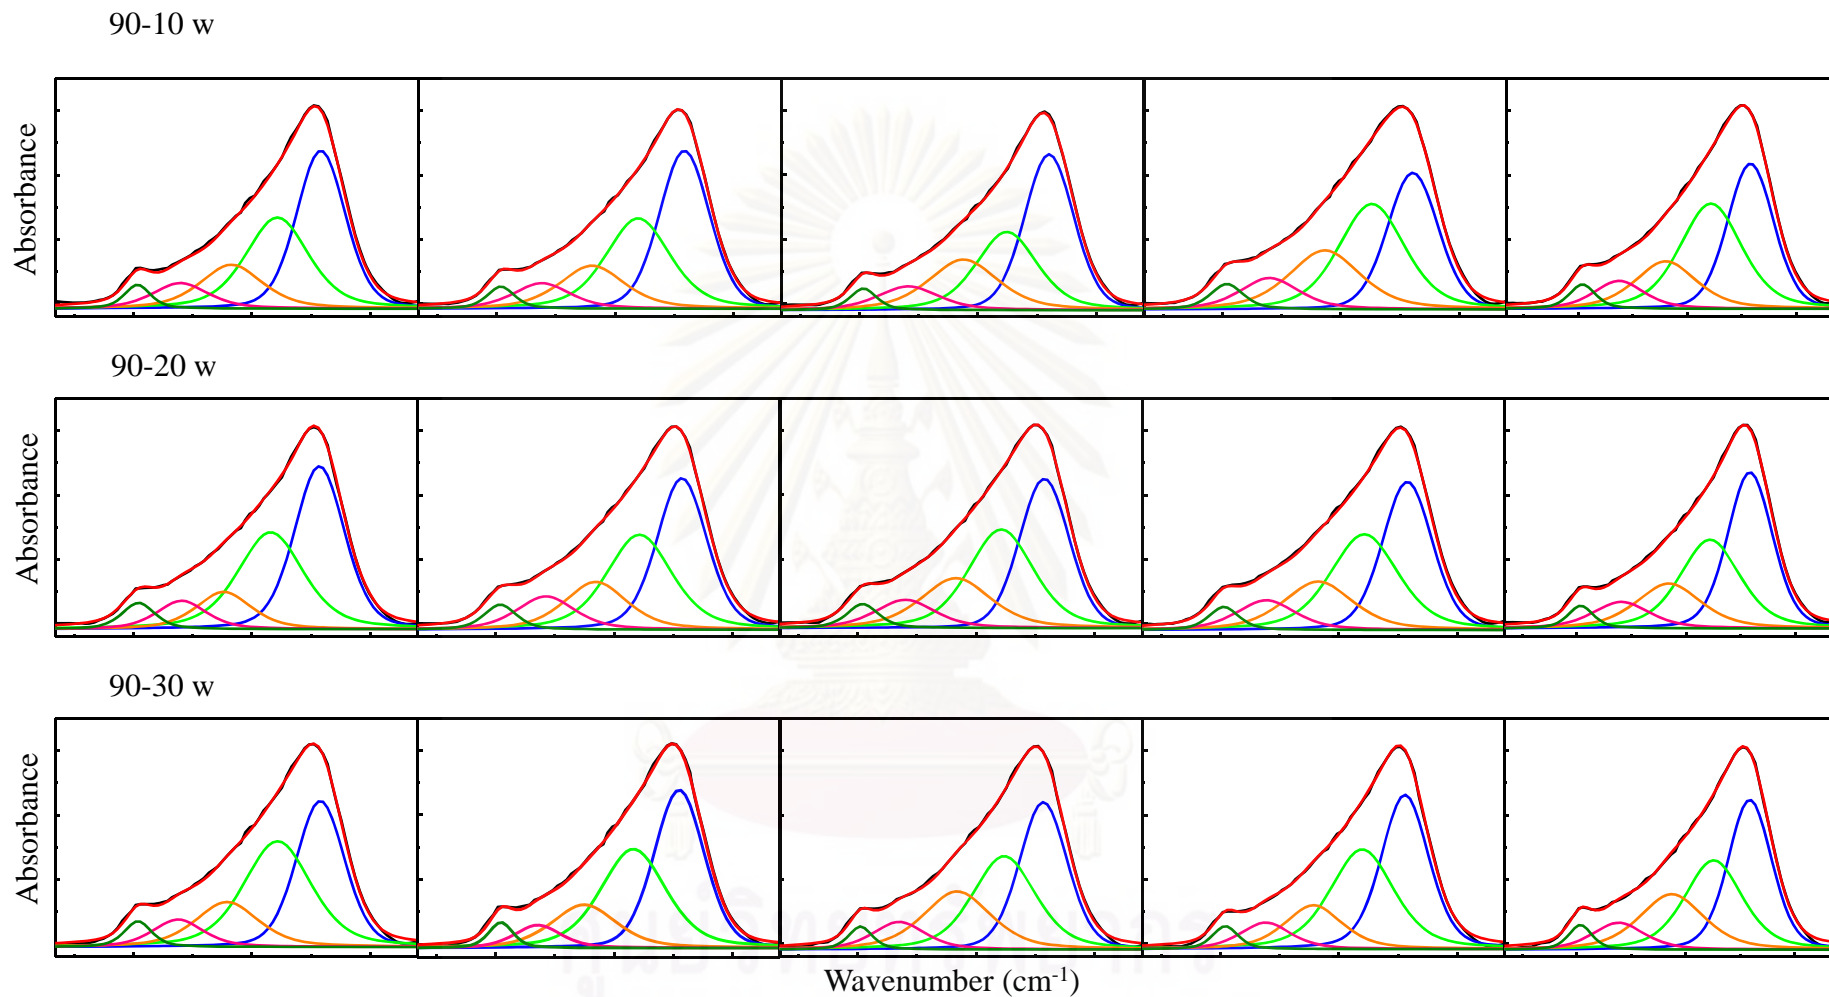 90-10 w
Absorbance
90-20 w
Absorbance
90-30 w
Absorbance
Wavenumber (cm⁻¹)